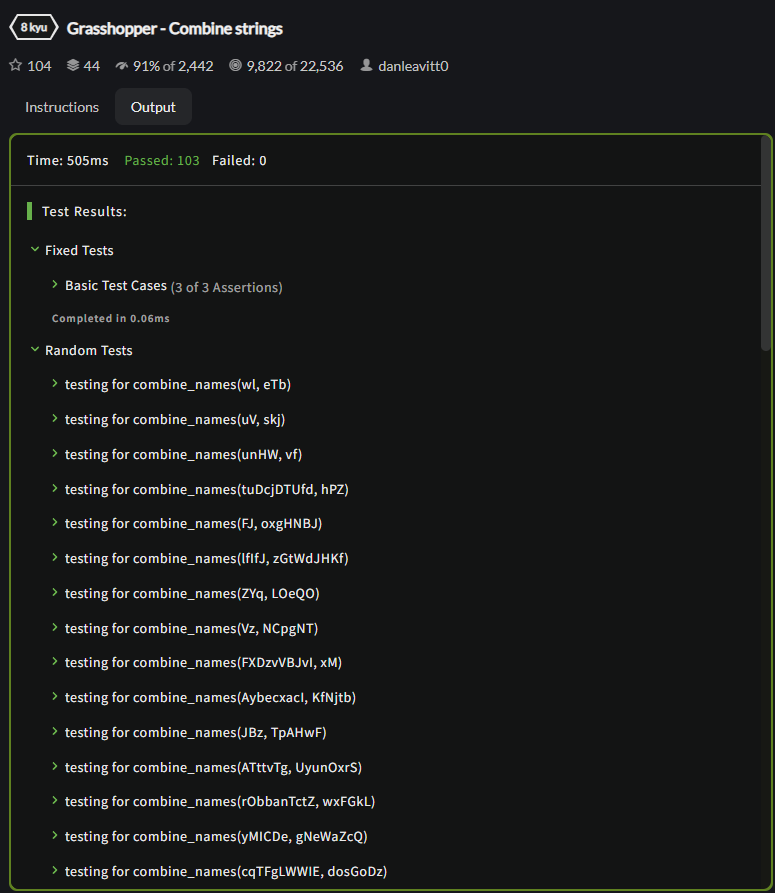 8 kyu Grasshopper - Combine strings
104 44 91% of 2,442 9,822 of 22,536 danleavitt0
Instructions Output
Time: 505ms Passed: 103 Failed: 0
Test Results:
Fixed Tests
Basic Test Cases (3 of 3 Assertions)
Completed in 0.06ms
Random Tests
testing for combine_names(wl, eTb)
testing for combine_names(uV, skj)
testing for combine_names(unHW, vf)
testing for combine_names(tuDcjDTUfd, hPZ)
testing for combine_names(FJ, oxgHNBJ)
testing for combine_names(lfIfJ, zGtWdJHKf)
testing for combine_names(ZYq, LOeQO)
testing for combine_names(Vz, NCpgNT)
testing for combine_names(FXDzvVBJvI, xM)
testing for combine_names(AybecxacI, KfNjtb)
testing for combine_names(JBz, TpAHwF)
testing for combine_names(ATttvTg, UyunOxrS)
testing for combine_names(rObbanTctZ, wxFGkL)
testing for combine_names(yMICDe, gNeWaZcQ)
testing for combine_names(cqTFgLWWIE, dosGoDz)